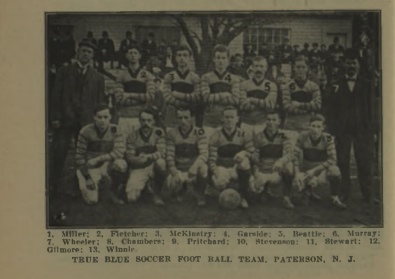 1, Miller; 2, Fletcher; 3, McKinstry; 4, Garside; 5, Beattie; 6, Murray;
7, Wheeler; 8, Chambers; 9, Pritchard; 10, Stevenson; 11, Stewart; 12,
Gilmore; 13, Winnie.
TRUE BLUE SOCCER FOOT BALL TEAM, PATERSON, N. J.